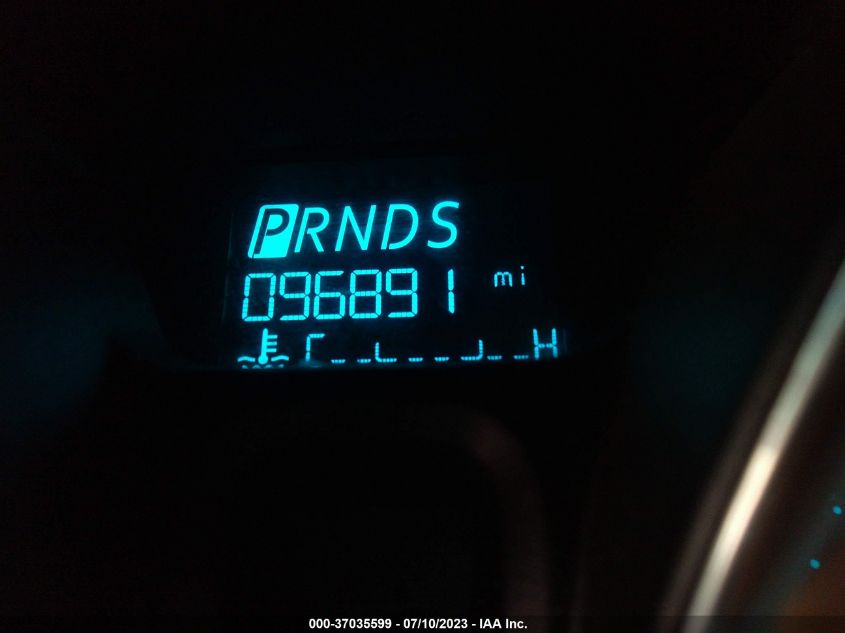 PRNDS
096891 mi
C H
000-37035599 - 07/10/2023 - IAA Inc.